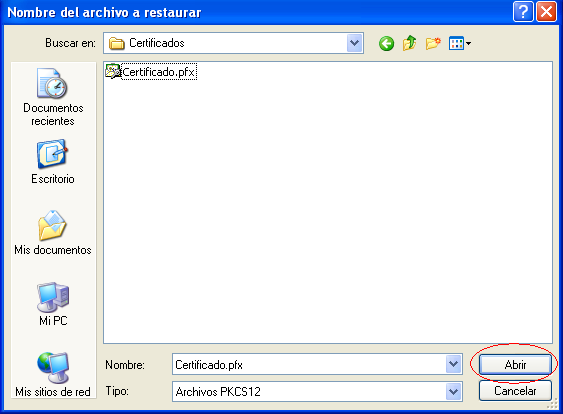 Nombre del archivo a restaurar
Buscar en:
Certificados
Certificado.pfx
Documentos
recientes
Escritorio
Mis documentos
Mi PC
Mis sitios de red
Nombre:
Certificado.pfx
Abrir
Tipo:
Archivos PKCS12
Cancelar